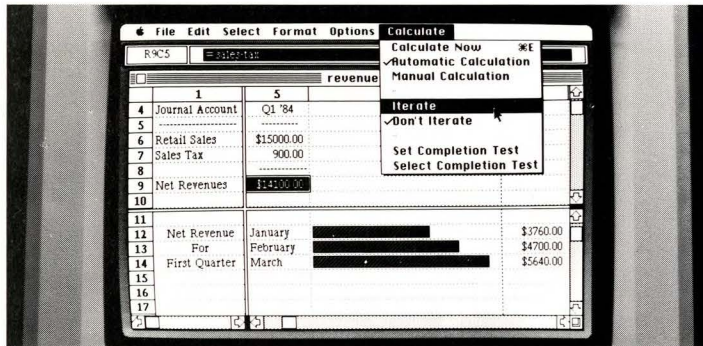 File Edit Select Format Options Calculate
R9C5 =sales-tax
revenue
Calculate Now ⌘E
✓Automatic Calculation
Manual Calculation
Iterate
✓Don't Iterate
Set Completion Test
Select Completion Test
1 5
4 Journal Account Q1 '84
5 ---------
6 Retail Sales $15000.00
7 Sales Tax 900.00
8 ---------
9 Net Revenues $14100.00
10
11
12 Net Revenue January $3760.00
13 For February $4700.00
14 First Quarter March $5640.00
15
16
17